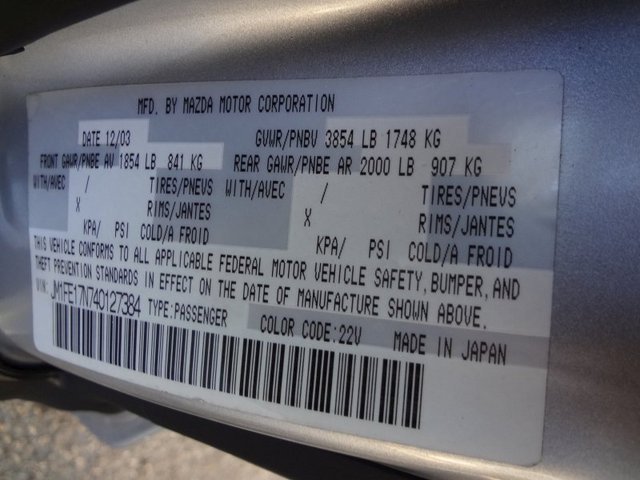 MFD. BY MAZDA MOTOR CORPORATION
DATE 12/03 GVWR/PNBV 3854 LB 1748 KG
FRONT GAWR/PNBE AV 1854 LB 841 KG REAR GAWR/PNBE AR 2000 LB 907 KG
WITH/AVEC / TIRES/PNEVS WITH/AVEC / TIRES/PNEVS
X RIMS/JANTES X RIMS/JANTES
KPA/ PSI COLD/A FROID KPA/ PSI COLD/A FROID
THIS VEHICLE CONFORMS TO ALL APPLICABLE FEDERAL MOTOR VEHICLE SAFETY, BUMPER, AND
THEFT PREVENTION STANDARDS IN EFFECT ON THE DATE OF MANUFACTURE SHOWN ABOVE.
VIN: JM1FE17N740127384 TYPE:PASSENGER COLOR CODE:22V MADE IN JAPAN